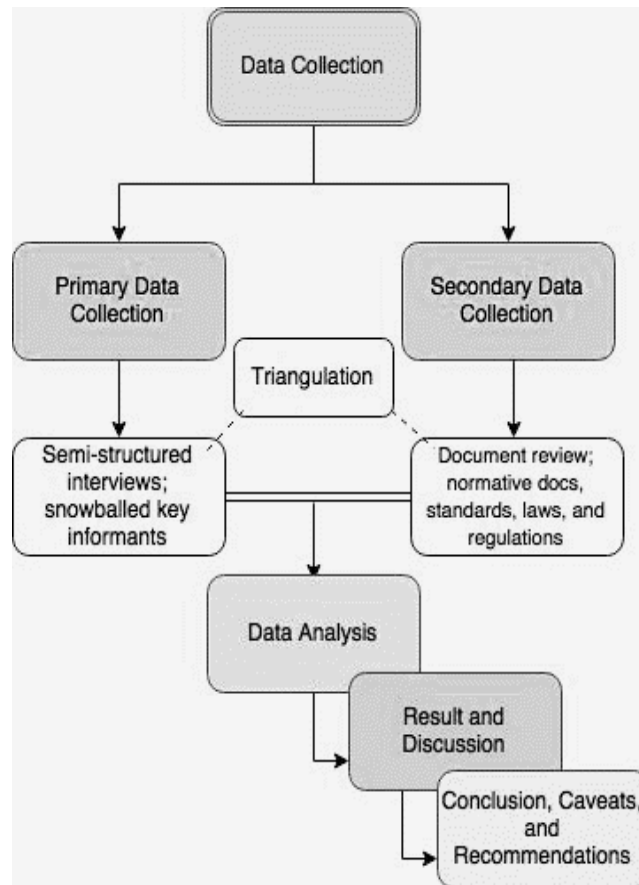 Data Collection
Primary Data
Collection
Secondary Data
Collection
Triangulation
Semi-structured
interviews;
snowballed key
informants
Document review;
normative docs,
standards, laws, and
regulations
Data Analysis
Result and
Discussion
Conclusion, Caveats,
and
Recommendations